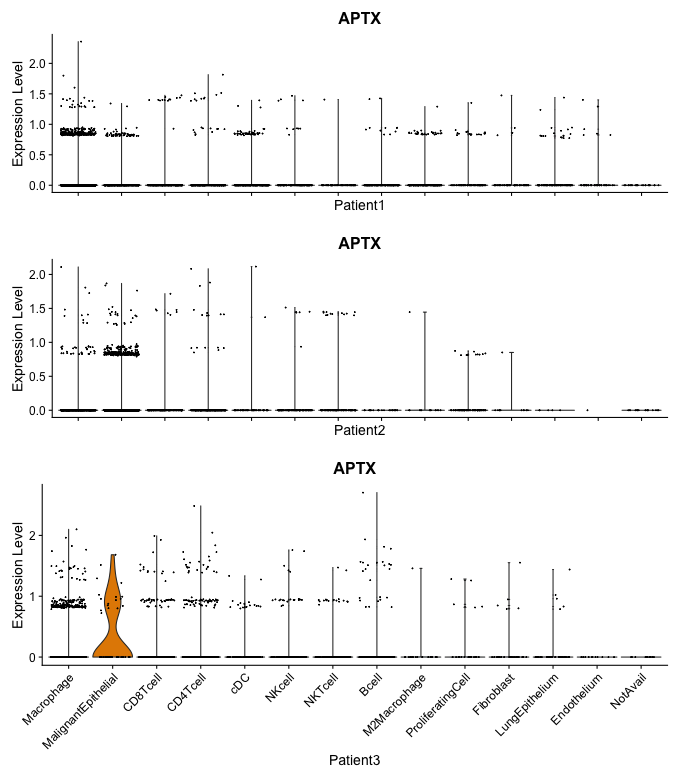 APTX
Expression Level
2.0
1.5
1.0
0.5
0.0
Patient1
APTX
Expression Level
2.0
1.5
1.0
0.5
0.0
Patient2
APTX
Expression Level
2
1
0
Macrophage
MalignantEpithelial
CD8Tcell
CD4Tcell
cDC
NKcell
NKTcell
Bcell
M2Macrophage
ProliferatingCell
Fibroblast
LungEpithelium
Endothelium
NotAvail
Patient3